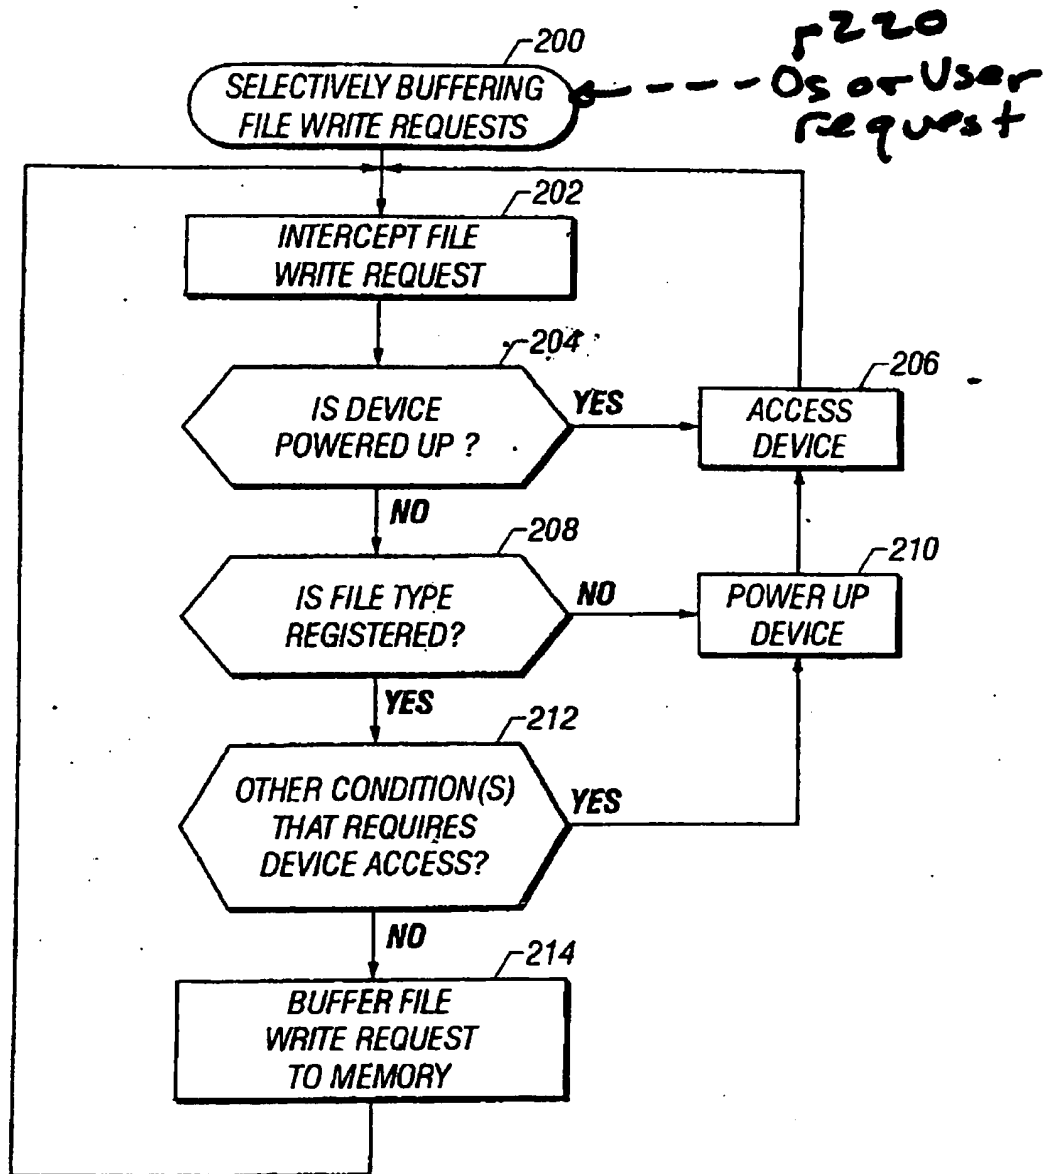 200
SELECTIVELY BUFFERING
FILE WRITE REQUESTS
220
Os or User
request
202
INTERCEPT FILE
WRITE REQUEST
204
IS DEVICE
POWERED UP ?
YES
206
ACCESS
DEVICE
NO
208
IS FILE TYPE
REGISTERED?
NO
210
POWER UP
DEVICE
YES
212
OTHER CONDITION(S)
THAT REQUIRES
DEVICE ACCESS?
YES
NO
214
BUFFER FILE
WRITE REQUEST
TO MEMORY